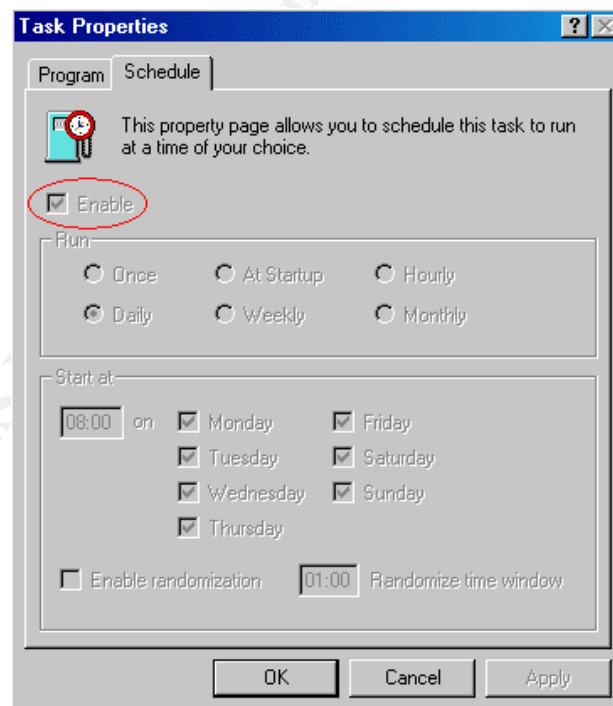 Task Properties
Program Schedule
This property page allows you to schedule this task to run
at a time of your choice.
Enable
Run
Once At Startup Hourly
Daily Weekly Monthly
Start at
08:00 on Monday Friday
Tuesday Saturday
Wednesday Sunday
Thursday
Enable randomization 01:00 Randomize time window
OK Cancel Apply